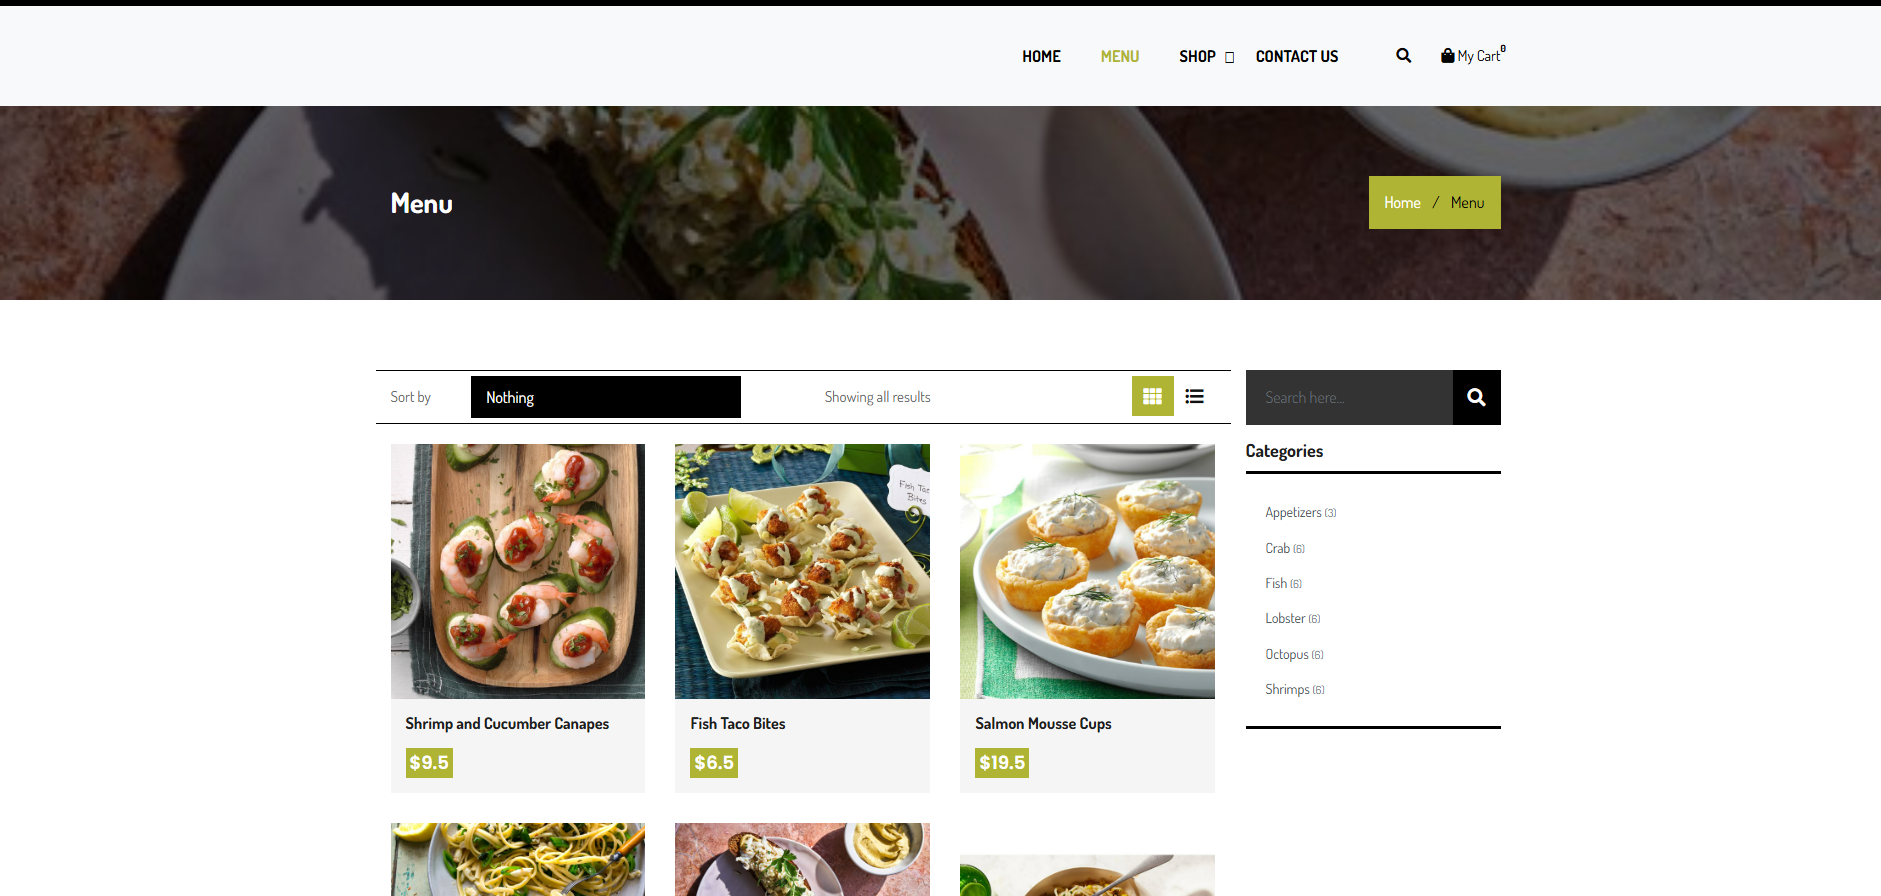 HOME MENU SHOP CONTACT US My Cart 0
Menu
Home / Menu
Sort by Nothing Showing all results
Search here...
Categories
Appetizers (3)
Crab (6)
Fish (6)
Lobster (6)
Octopus (6)
Shrimps (6)
Fish Tac
Bites
Shrimp and Cucumber Canapes
$9.5
Fish Taco Bites
$6.5
Salmon Mousse Cups
$19.5